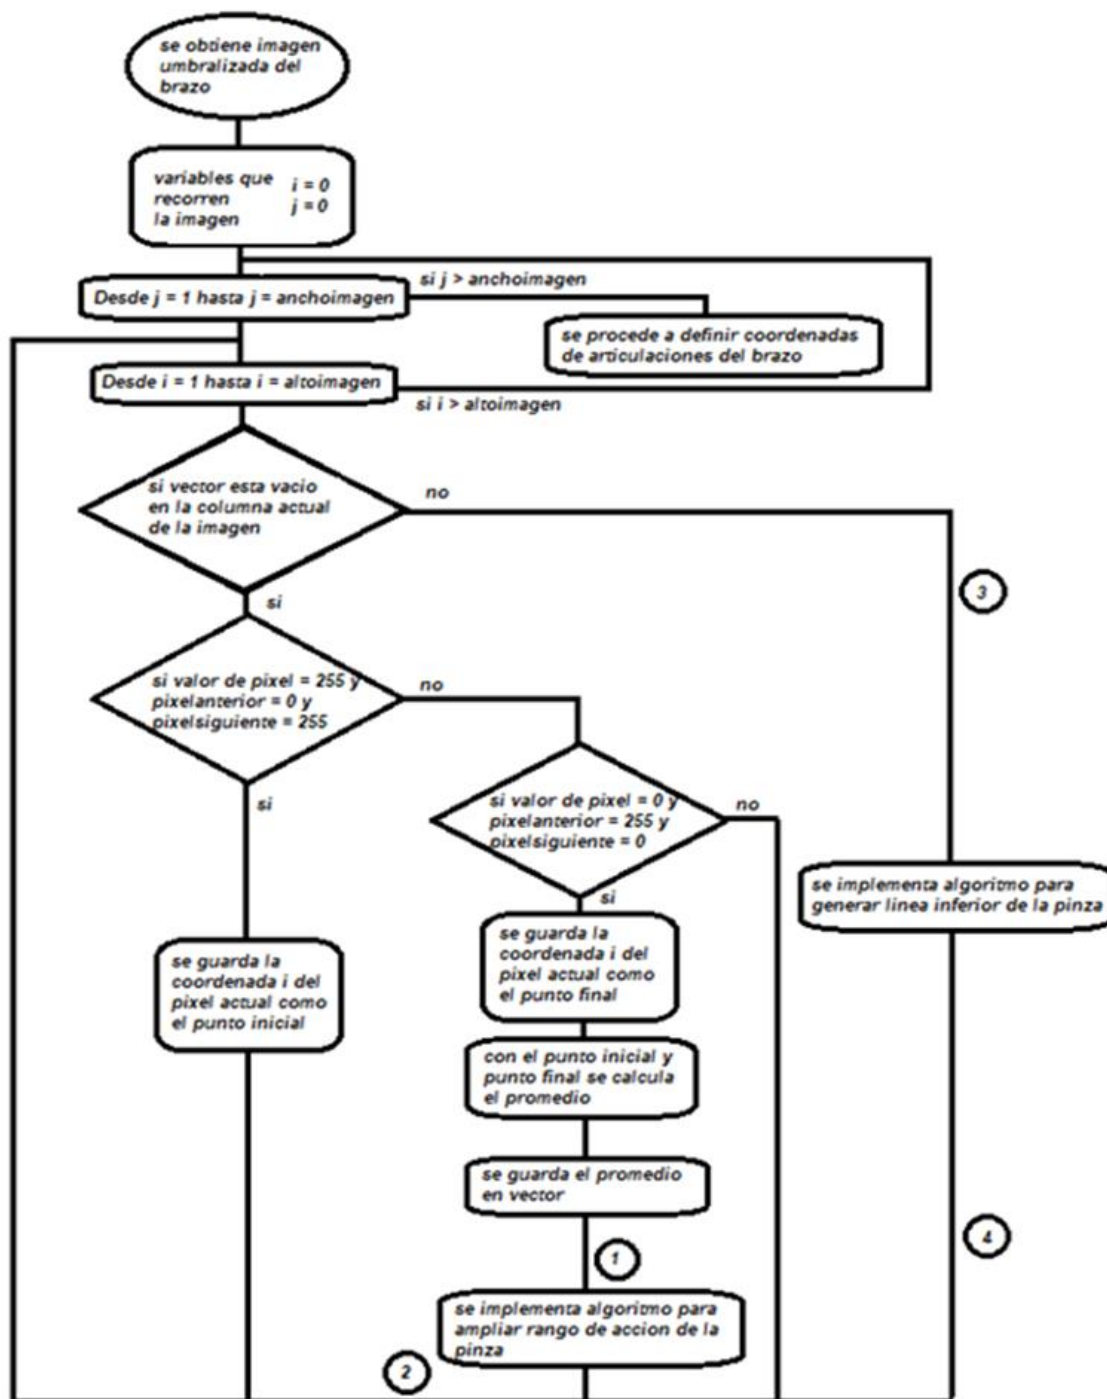 se obtiene imagen
umbralizada del
brazo
variables que
recorren
la imagen
i = 0
j = 0
si j > anchoimagen
Desde j = 1 hasta j = anchoimagen
se procede a definir coordenadas
de articulaciones del brazo
Desde i = 1 hasta i = altoimagen
si i > altoimagen
si vector esta vacio
en la columna actual
de la imagen
no
3
si
si valor de pixel = 255 y
pixelanterior = 0 y
pixelsiguiente = 255
no
si
si valor de pixel = 0 y
pixelanterior = 255 y
pixelsiguiente = 0
no
si
se implementa algoritmo para
generar linea inferior de la pinza
se guarda la
coordenada i del
pixel actual como
el punto inicial
se guarda la
coordenada i del
pixel actual como
el punto final
con el punto inicial y
punto final se calcula
el promedio
se guarda el promedio
en vector
1
4
se implementa algoritmo para
ampliar rango de accion de la
pinza
2